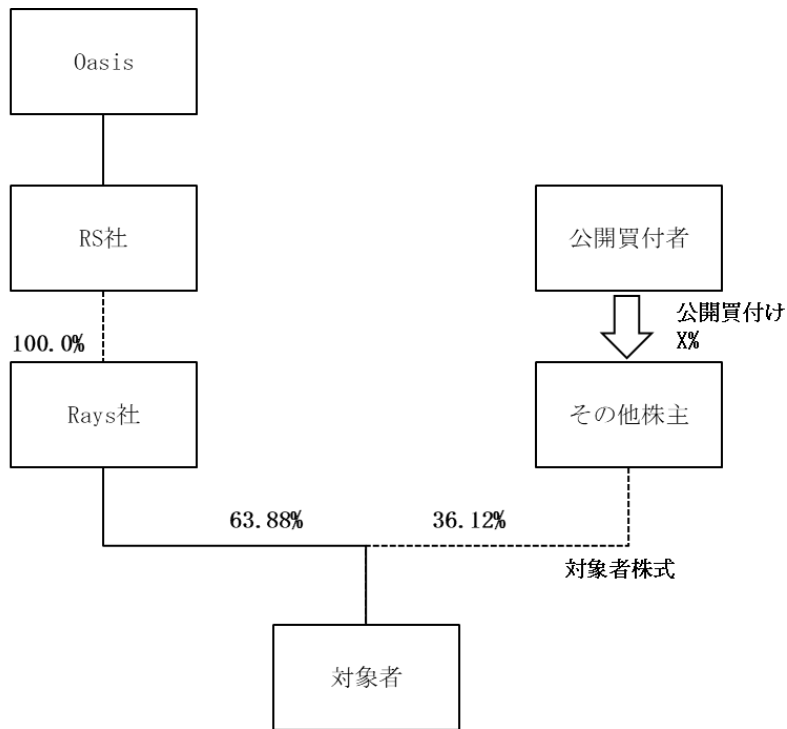 Oasis
RS社
公開買付者
公開買付け
X%
100.0%
Rays社
その他株主
63.88%
36.12%
対象者株式
対象者